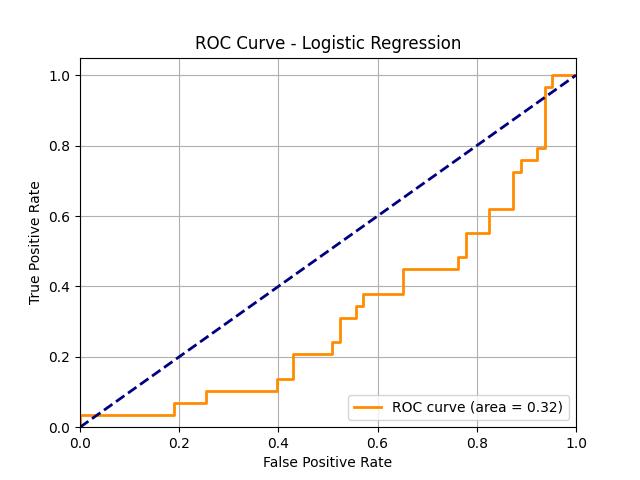 ROC Curve - Logistic Regression
1.0
0.8
0.6
0.4
0.2
0.0
True Positive Rate
ROC curve (area = 0.32)
0.0 0.2 0.4 0.6 0.8 1.0
False Positive Rate